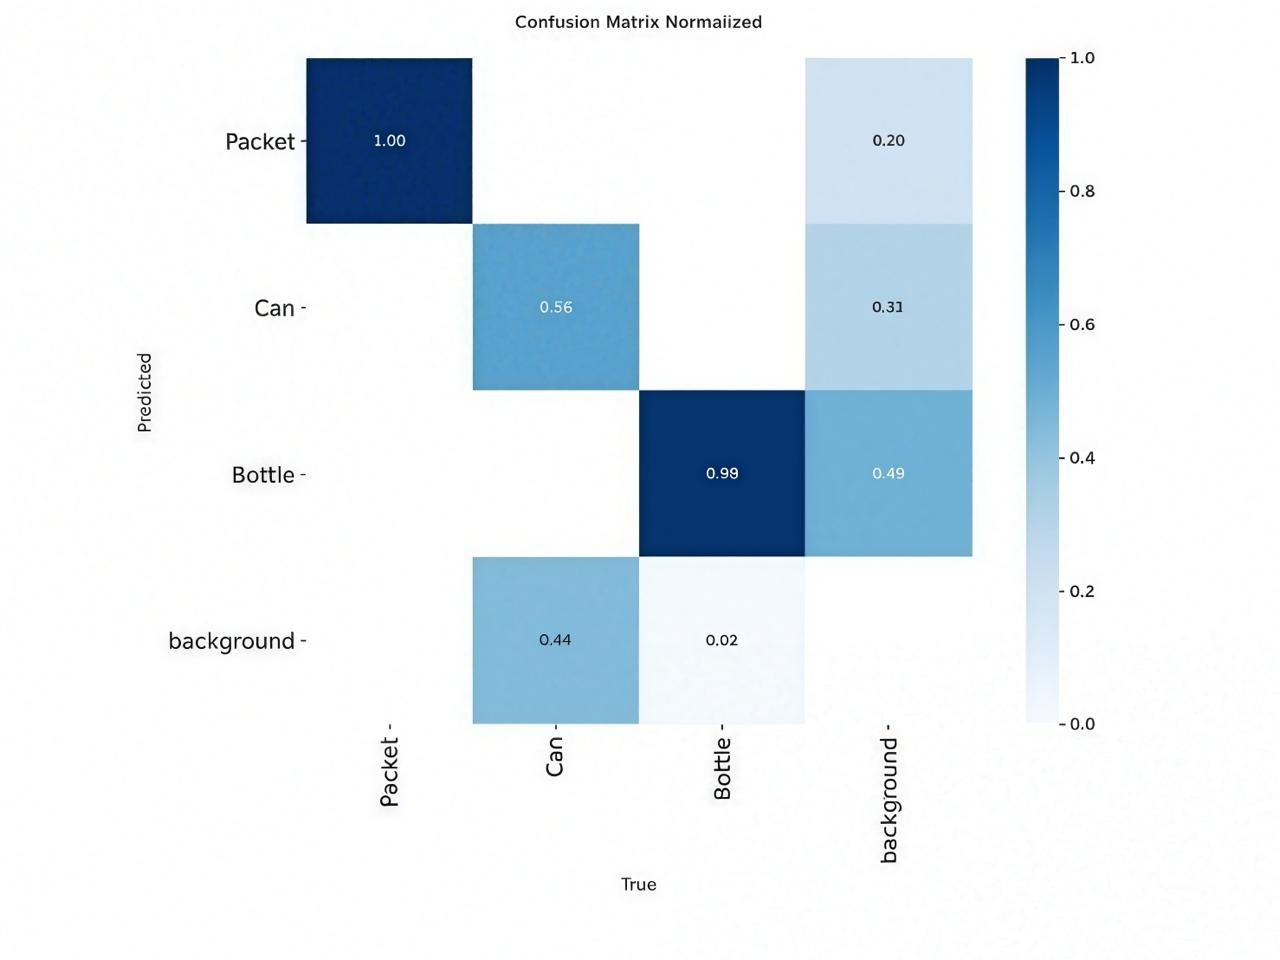 Confusion Matrix Normaiized
1.0
Packet
1.00
0.20
0.8
Can
0.56
0.31
0.6
Predicted
Bottle
0.99
0.49
0.4
0.2
background
0.44
0.02
0.0
Packet
Can
Bottle
background
True